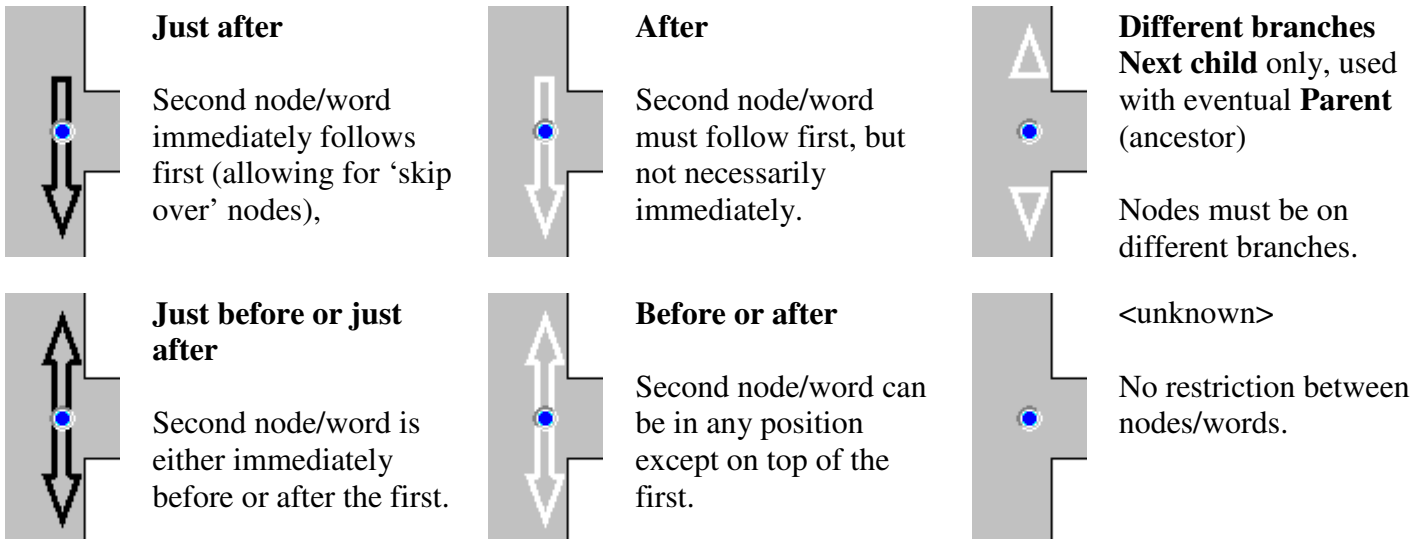 Just after
Second node/word
immediately follows
first (allowing for ‘skip
over’ nodes),
After
Second node/word
must follow first, but
not necessarily
immediately.
Different branches
Next child only, used
with eventual Parent
(ancestor)
Nodes must be on
different branches.
Just before or just
after
Second node/word is
either immediately
before or after the first.
Before or after
Second node/word can
be in any position
except on top of the
first.
<unknown>
No restriction between
nodes/words.